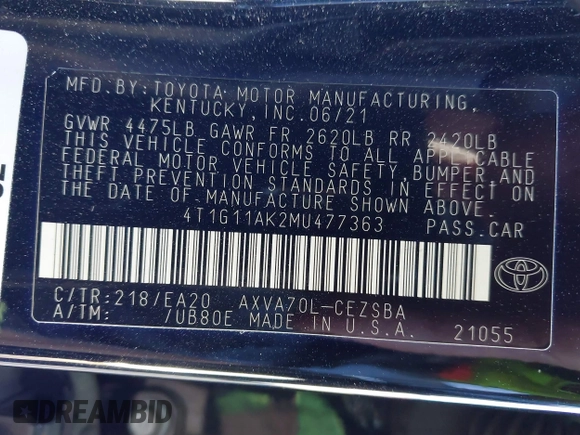 MFD. BY: TOYOTA MOTOR MANUFACTURING,
KENTUCKY, INC. 06/21
GVWR 4475LB GAWR FR 2620LB RR 2420LB
THIS VEHICLE CONFORMS TO ALL APPLICABLE
FEDERAL MOTOR VEHICLE SAFETY, BUMPER, AND
THEFT PREVENTION STANDARDS IN EFFECT ON
THE DATE OF MANUFACTURE SHOWN ABOVE.
4T1G11AK2MU477363 PASS. CAR
C/TR: 218/EA20 AXVA70L-CEZSBA
A/TM: /UB80E MADE IN U.S.A. 21055
DREAMBID